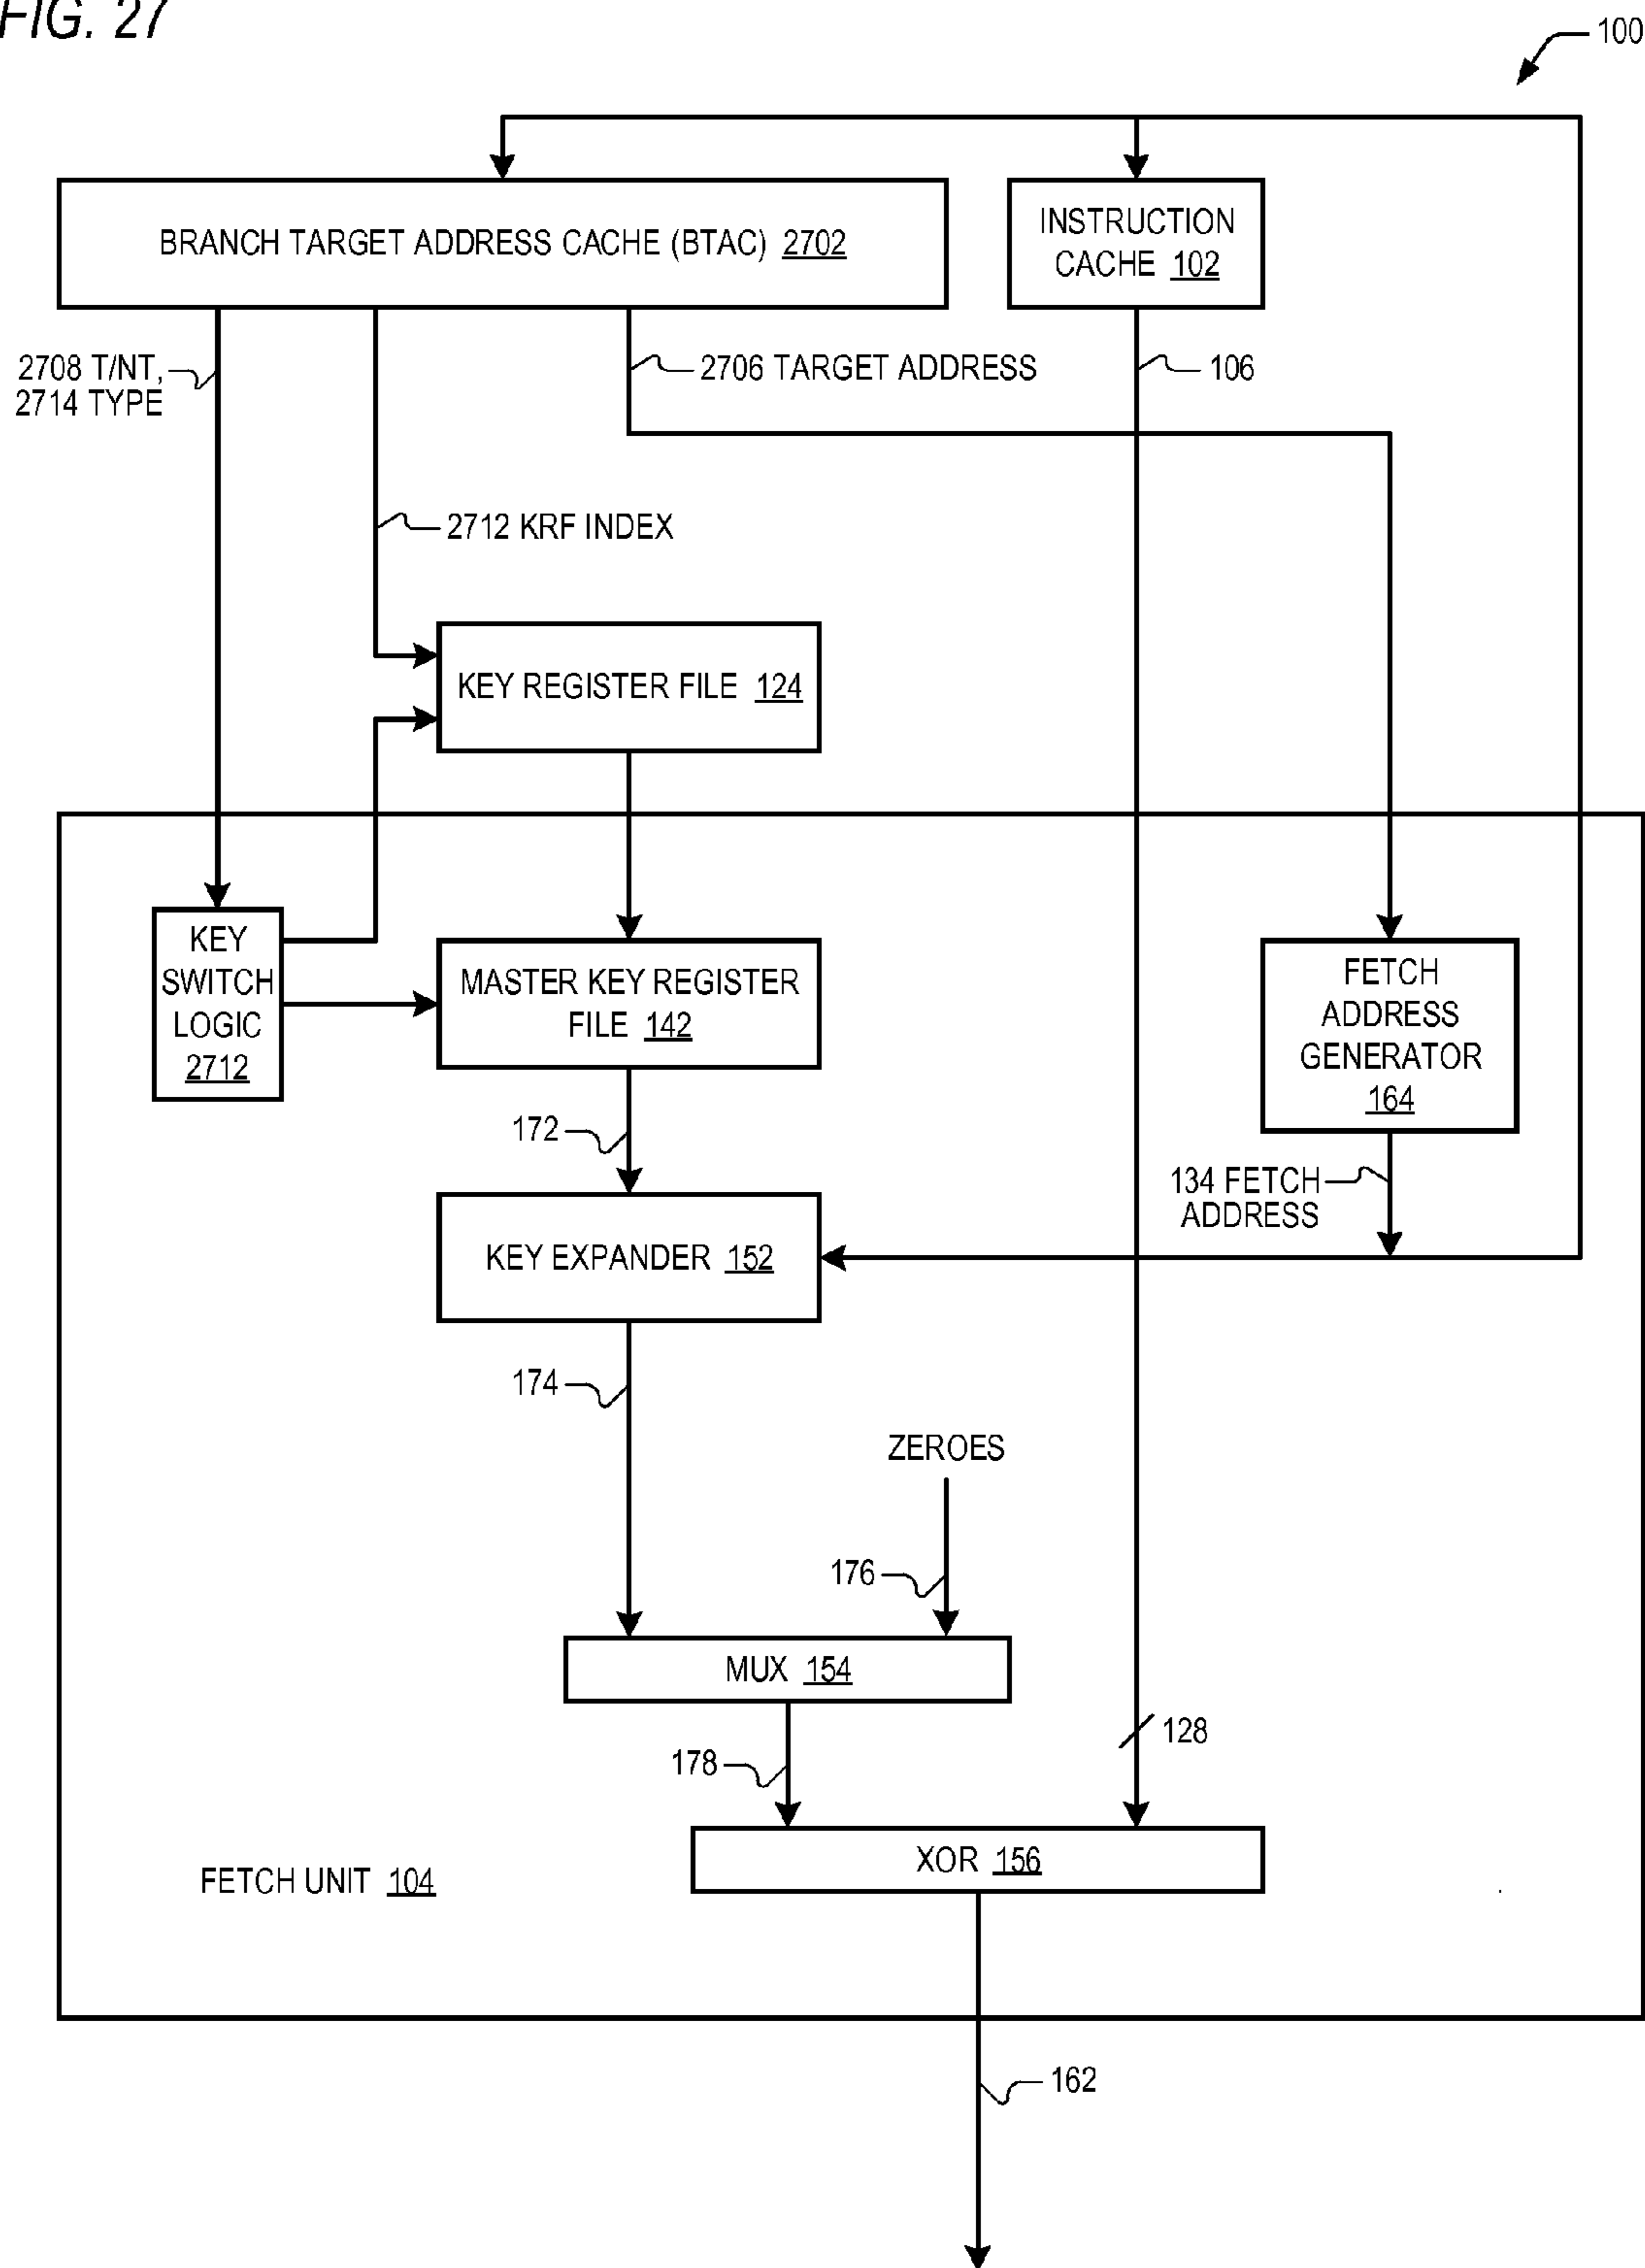 FIG. 27
100
BRANCH TARGET ADDRESS CACHE (BTAC) 2702
INSTRUCTION
CACHE 102
2708 T/NT,
2714 TYPE
2706 TARGET ADDRESS
106
2712 KRF INDEX
KEY REGISTER FILE 124
KEY
SWITCH
LOGIC
2712
MASTER KEY REGISTER
FILE 142
FETCH
ADDRESS
GENERATOR
164
172
134 FETCH
ADDRESS
KEY EXPANDER 152
174
ZEROES
176
MUX 154
178
128
XOR 156
FETCH UNIT 104
162